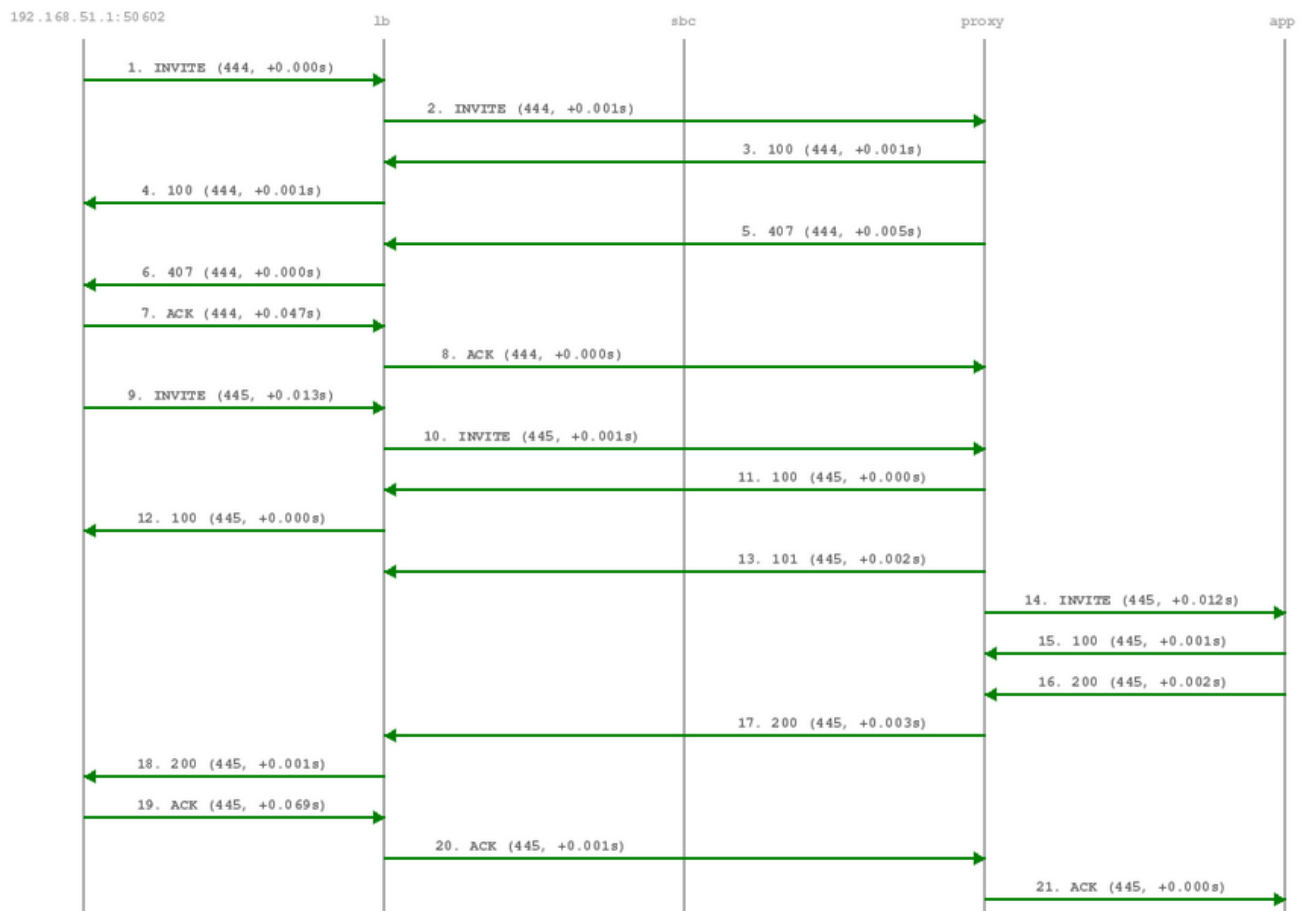 192.168.51.1:50602 lb sbc proxy app
1. INVITE (444, +0.000s)
2. INVITE (444, +0.001s)
3. 100 (444, +0.001s)
4. 100 (444, +0.001s)
5. 407 (444, +0.005s)
6. 407 (444, +0.000s)
7. ACK (444, +0.047s)
8. ACK (444, +0.000s)
9. INVITE (445, +0.013s)
10. INVITE (445, +0.001s)
11. 100 (445, +0.000s)
12. 100 (445, +0.000s)
13. 101 (445, +0.002s)
14. INVITE (445, +0.012s)
15. 100 (445, +0.001s)
16. 200 (445, +0.002s)
17. 200 (445, +0.003s)
18. 200 (445, +0.001s)
19. ACK (445, +0.069s)
20. ACK (445, +0.001s)
21. ACK (445, +0.000s)